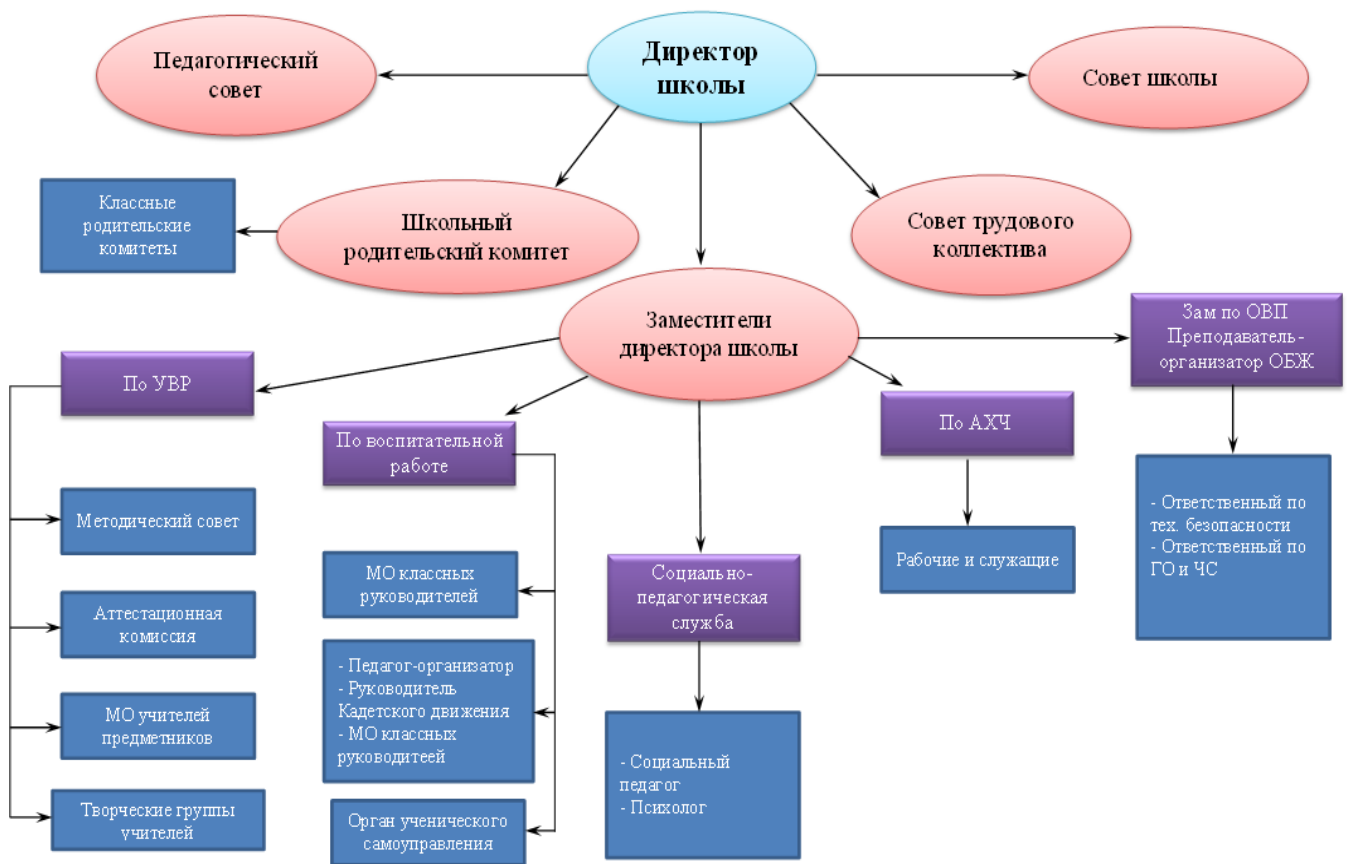 Директор
школы
Педагогический
совет
Совет школы
Классные
родительские
комитеты
Школьный
родительский комитет
Совет трудового
коллектива
Заместители
директора школы
Зам по ОВП
Преподаватель-
организатор ОБЖ
По УВР
По воспитательной
работе
По АХЧ
Методический совет
Аттестационная
комиссия
МО учителей
предметников
Творческие группы
учителей
МО классных
руководителей
- Педагог-организатор
- Руководитель
Кадетского движения
- МО классных
руководитеей
Орган ученического
самоуправления
Социально-
педагогическая
служба
- Социальный
педагог
- Психолог
Рабочие и служащие
- Ответственный по
тех. безопасности
- Ответственный по
ГО и ЧС